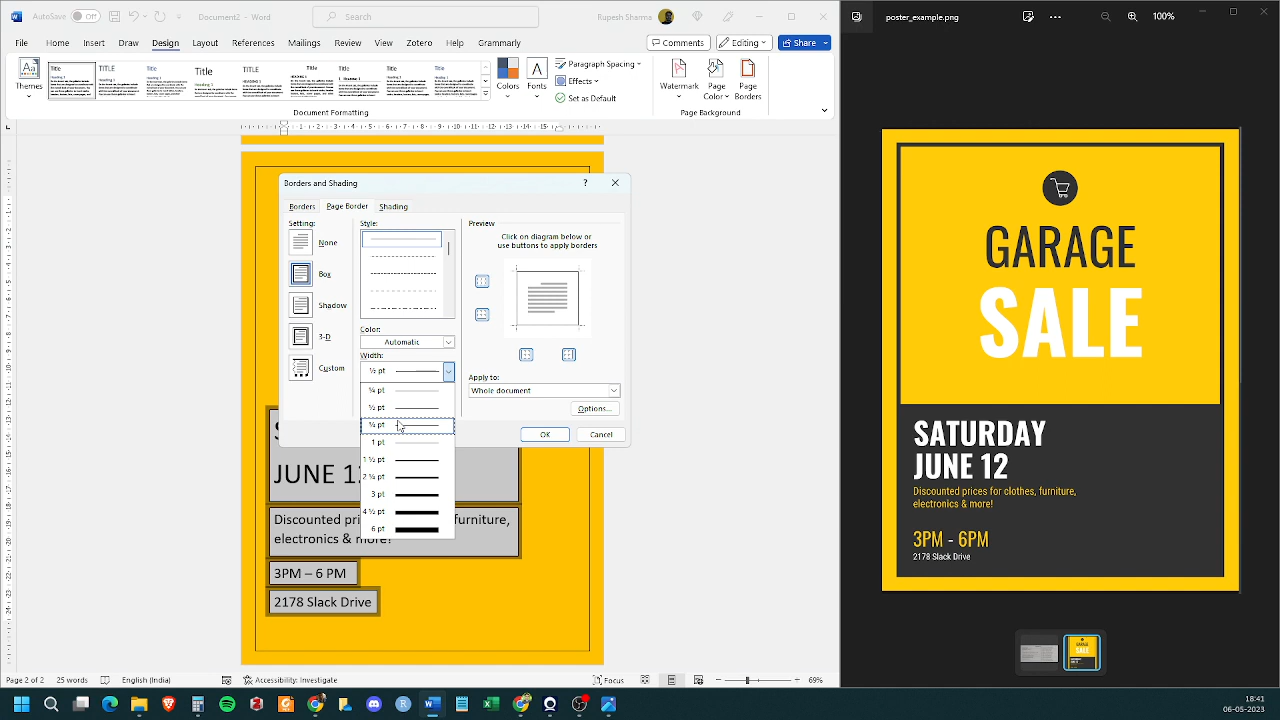 AutoSave Off Document2 - Word Search Rupesh Sharma
File Home Design Layout References Mailings Review View Zotero Help Grammarly Comments Editing Share
Themes
Title Title TITLE Title TITLE
Colors Fonts
Paragraph Spacing
Effects
Set as Default
Watermark Page Color Page Borders
Document Formatting Page Background
Borders and Shading ?
Borders Page Border Shading
Setting:
None
Box
Shadow
3-D
Custom
Style:
Color:
Automatic
Width:
½ pt
¼ pt
½ pt
¾ pt
1 pt
1 ½ pt
2 ¼ pt
3 pt
4 ½ pt
6 pt
Preview
Click on diagram below or
use buttons to apply borders
Apply to:
Whole document
Options...
OK Cancel
JUNE 12
Discounted pri furniture,
electronics & more!
3PM – 6 PM
2178 Slack Drive
Page 2 of 2 25 words English (India) Accessibility: Investigate Focus 69%
poster_example.png 100%
GARAGE
SALE
SATURDAY
JUNE 12
Discounted prices for clothes, furniture,
electronics & more!
3PM - 6PM
2178 Slack Drive
18:41
06-05-2023